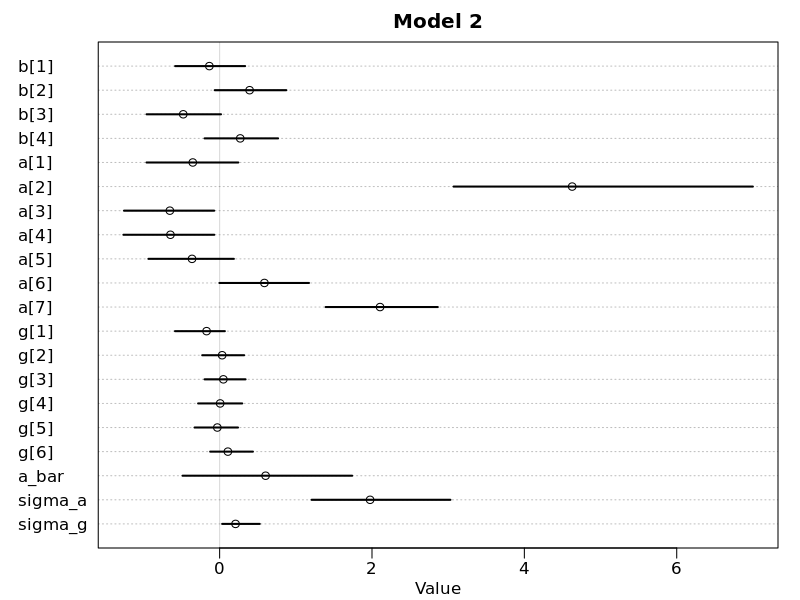 Model 2
b[1]
b[2]
b[3]
b[4]
a[1]
a[2]
a[3]
a[4]
a[5]
a[6]
a[7]
g[1]
g[2]
g[3]
g[4]
g[5]
g[6]
a_bar
sigma_a
sigma_g
0 2 4 6
Value